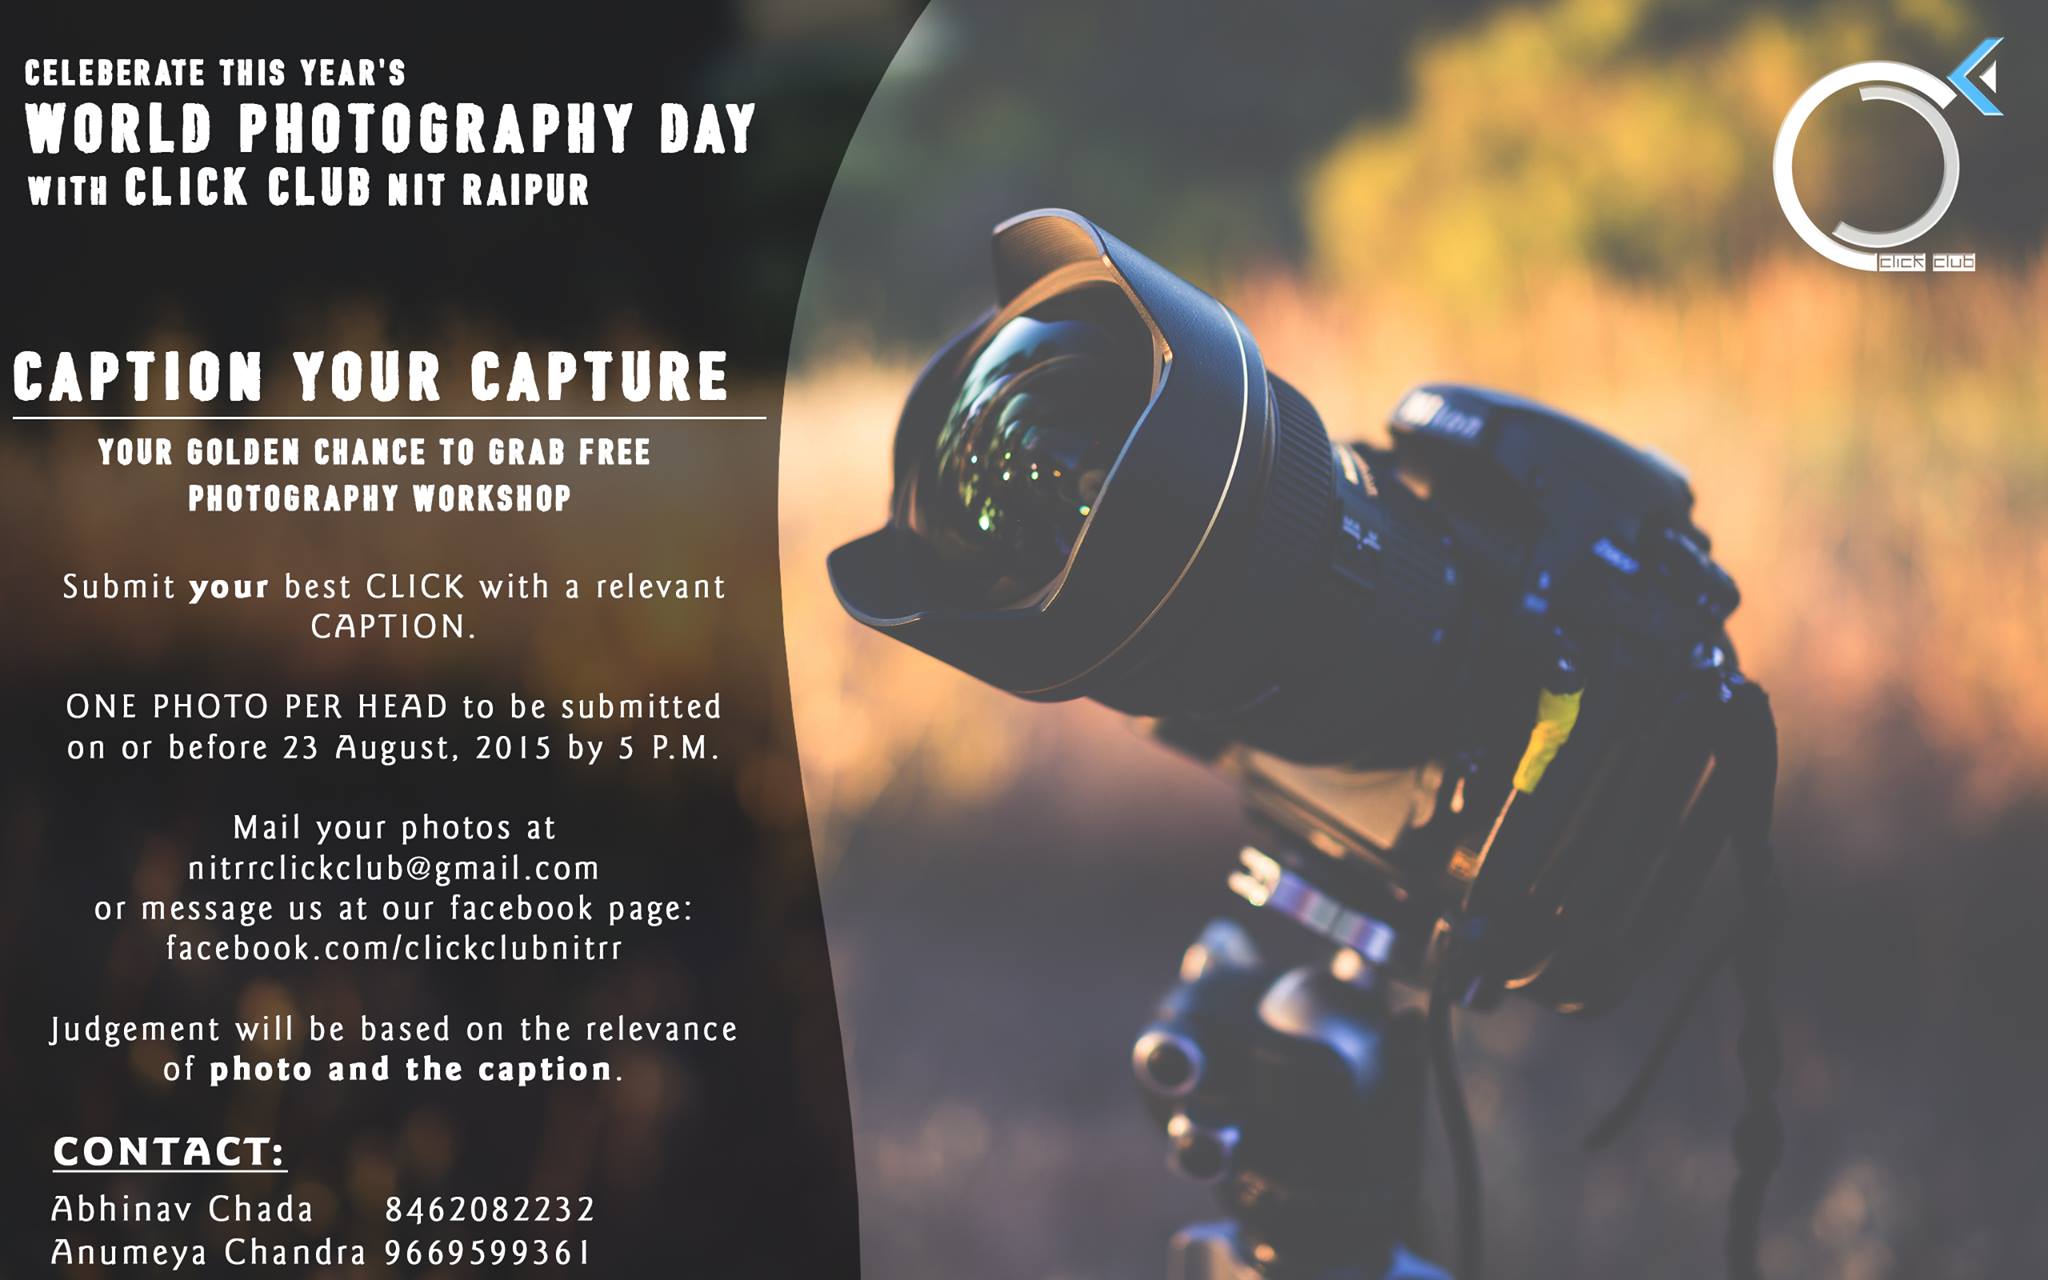 CELEBERATE THIS YEAR'S
WORLD PHOTOGRAPHY DAY
WITH CLICK CLUB NIT RAIPUR
click club
CAPTION YOUR CAPTURE
YOUR GOLDEN CHANCE TO GRAB FREE
PHOTOGRAPHY WORKSHOP
Submit your best CLICK with a relevant
CAPTION.
ONE PHOTO PER HEAD to be submitted
on or before 23 August, 2015 by 5 P.M.
Mail your photos at
nitrrclickclub@gmail.com
or message us at our facebook page:
facebook.com/clickclubnitrr
Judgement will be based on the relevance
of photo and the caption.
CONTACT:
Abhinav Chada 8462082232
Anumeya Chandra 9669599361
Nikon